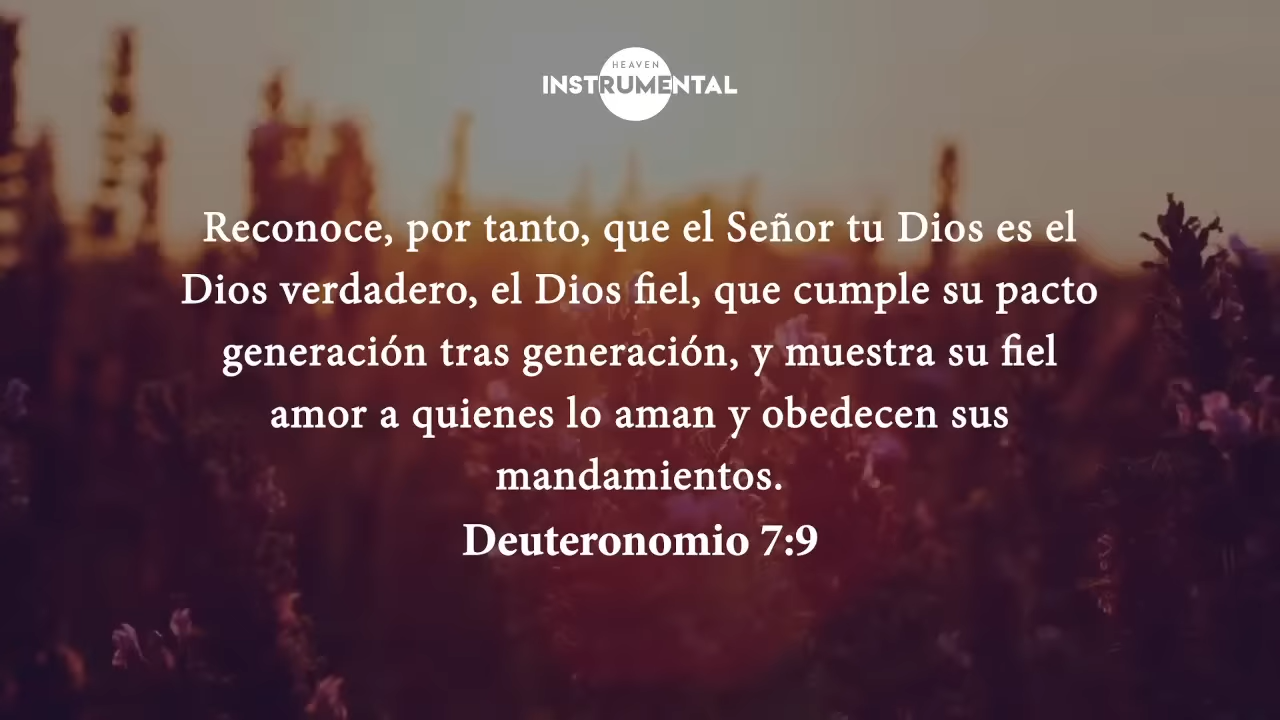 HEAVEN
INSTRUMENTAL
Reconoce, por tanto, que el Señor tu Dios es el
Dios verdadero, el Dios fiel, que cumple su pacto
generación tras generación, y muestra su fiel
amor a quienes lo aman y obedecen sus
mandamientos.
Deuteronomio 7:9